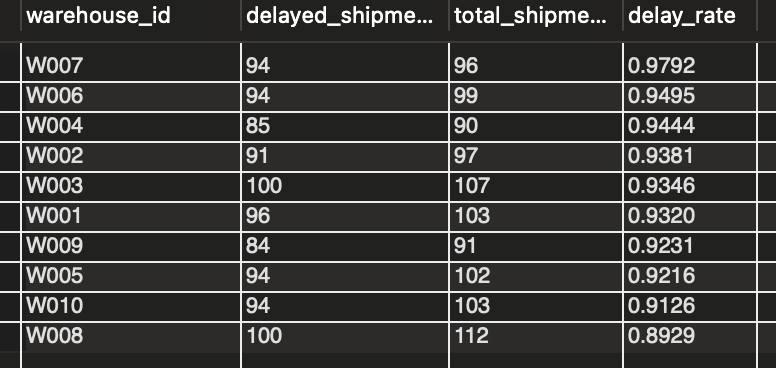 warehouse_id delayed_shipme... total_shipme... delay_rate
W007 94 96 0.9792
W006 94 99 0.9495
W004 85 90 0.9444
W002 91 97 0.9381
W003 100 107 0.9346
W001 96 103 0.9320
W009 84 91 0.9231
W005 94 102 0.9216
W010 94 103 0.9126
W008 100 112 0.8929